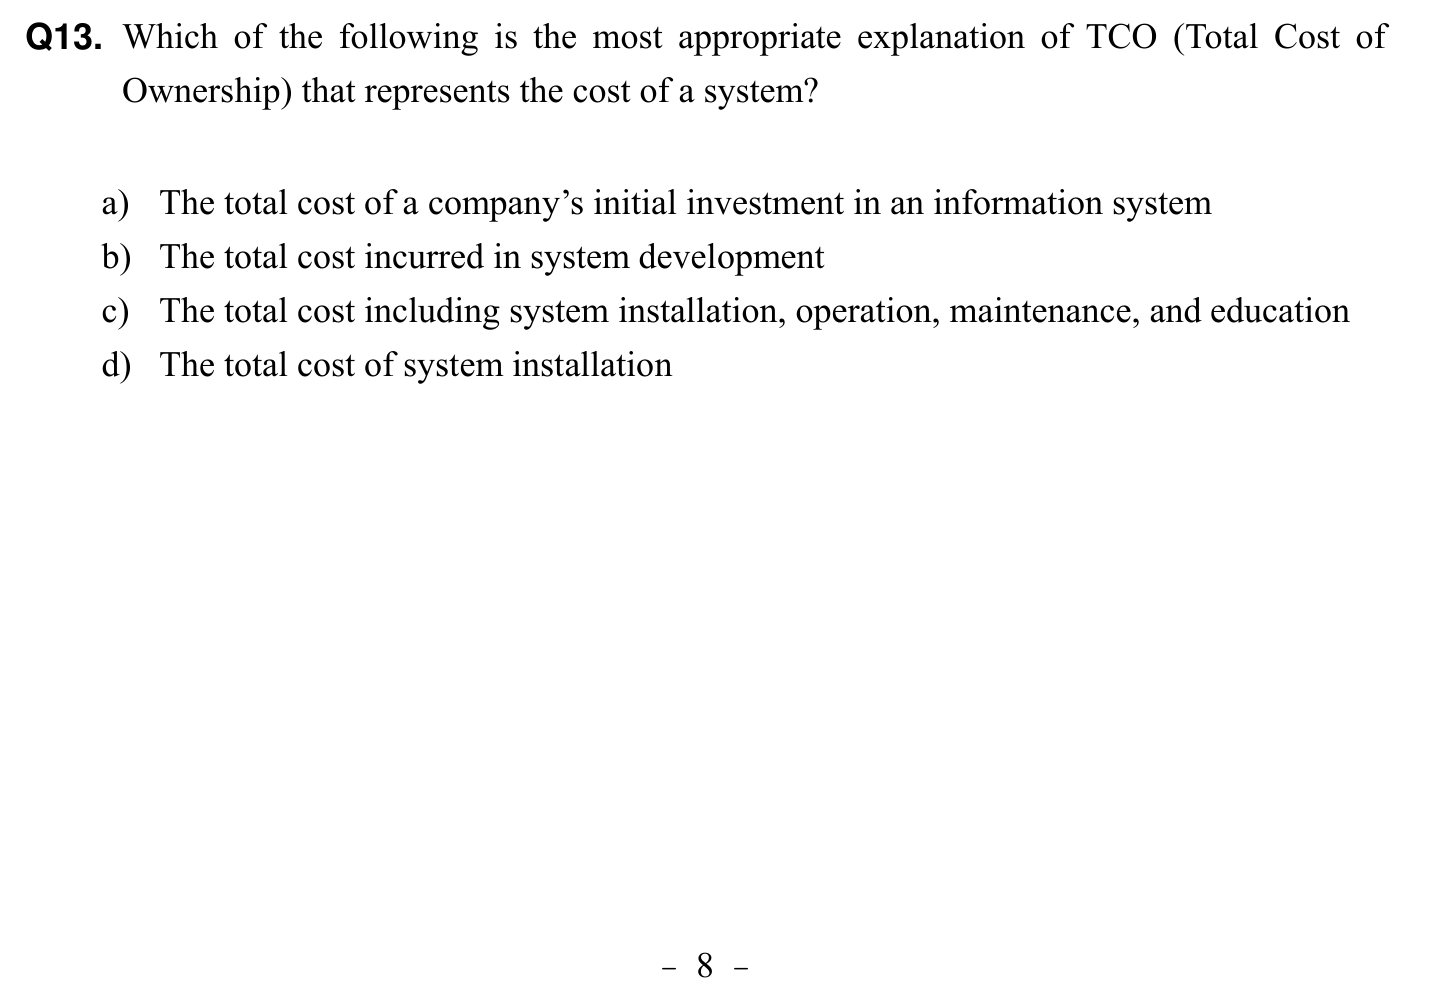 Q13. Which of the following is the most appropriate explanation of TCO (Total Cost of
Ownership) that represents the cost of a system?
a) The total cost of a company’s initial investment in an information system
b) The total cost incurred in system development
c) The total cost including system installation, operation, maintenance, and education
d) The total cost of system installation
– 8 –